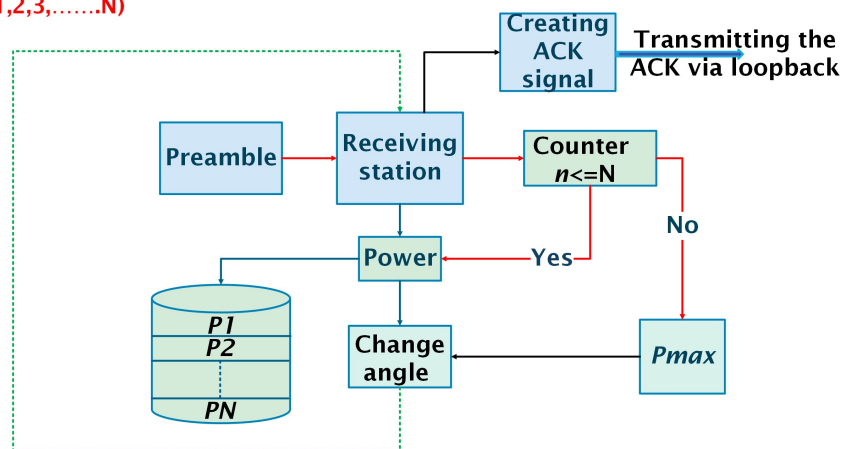 1,2,3,.......N)
Creating
ACK
signal
Transmitting the
ACK via loopback
Preamble
Receiving
station
Counter
n<=N
No
Power
Yes
P1
P2
PN
Change
angle
Pmax